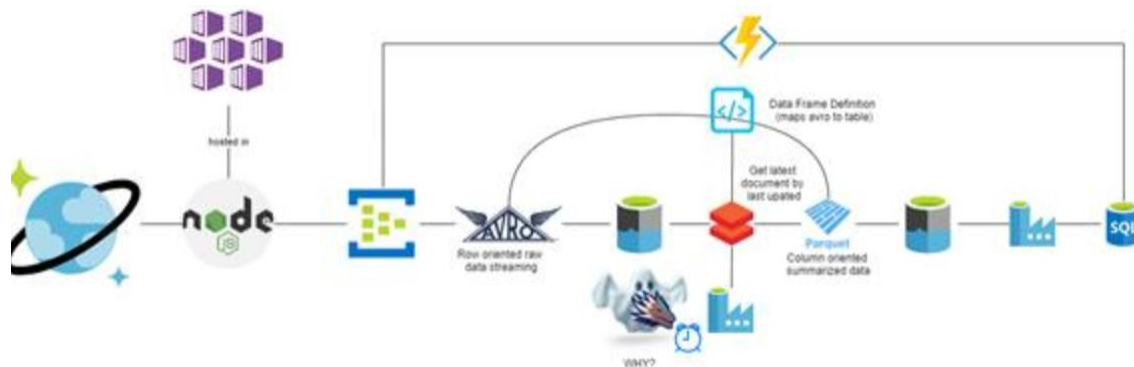 Data Frame Definition
(maps avro to table)
hosted in
Get latest
document by
last upated
node
JS
AVRO
Row oriented raw
data streaming
Parquet
Column oriented
summarized data
SQL
WHY?